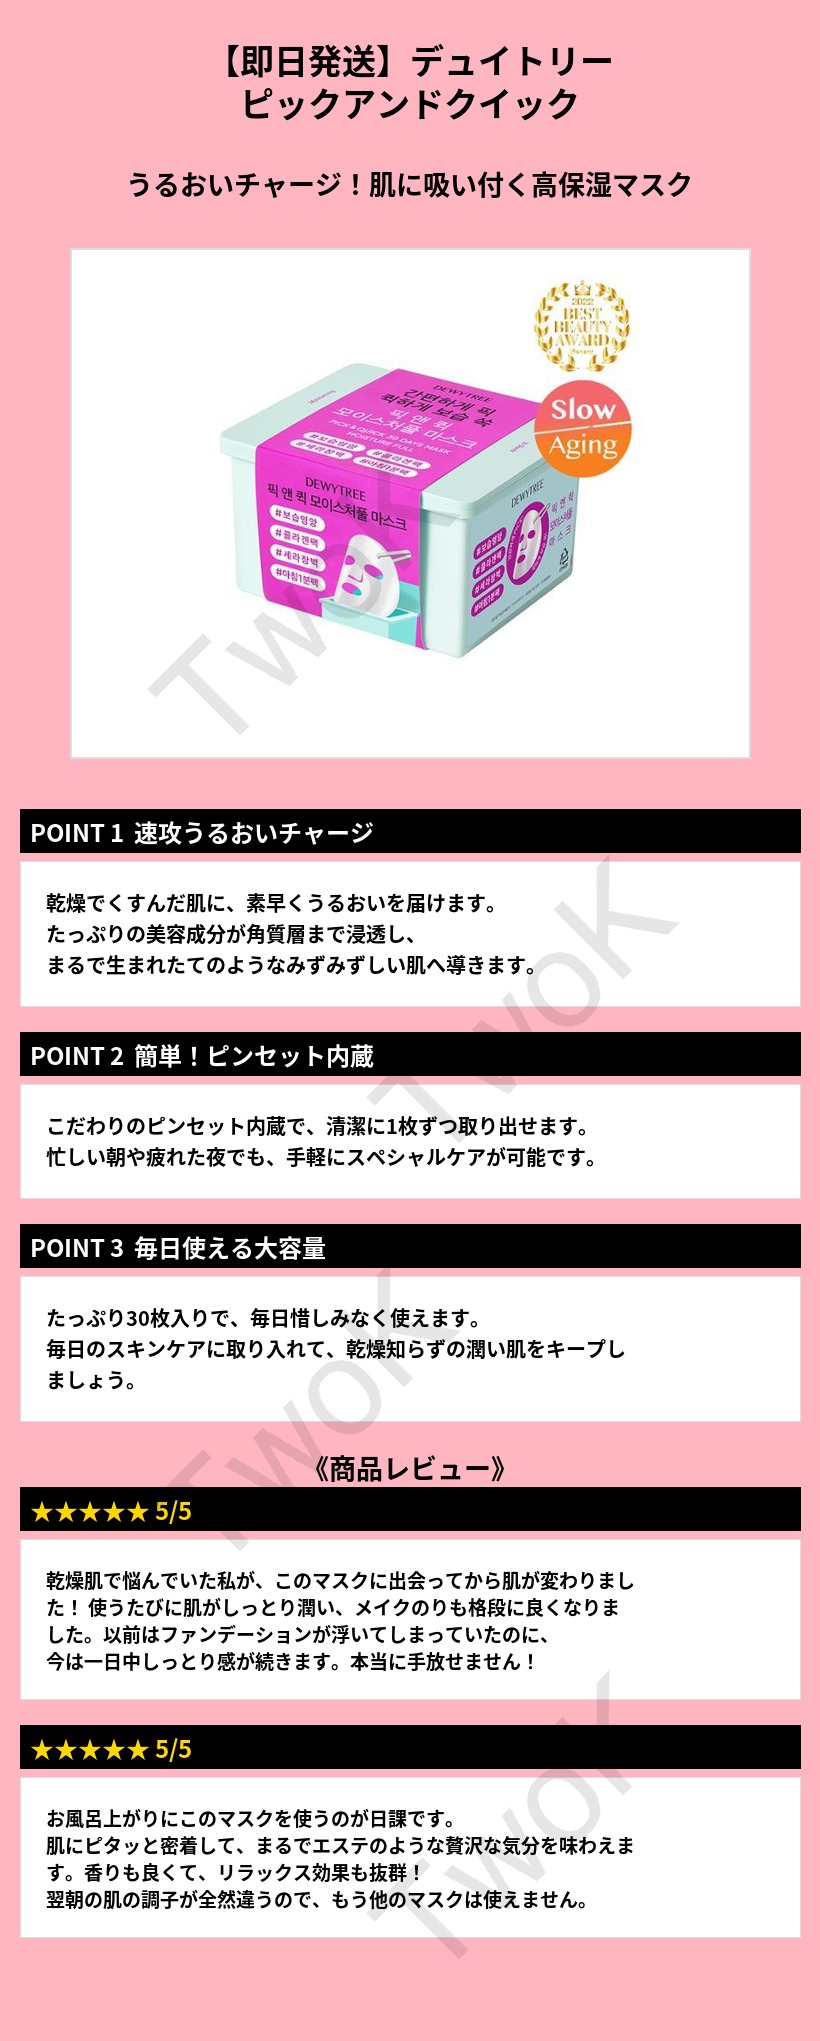 【即日発送】デュイトリー
ピックアンドクイック
うるおいチャージ！肌に吸い付く高保湿マスク
2022
BEST
BEAUTY
AWARD
Slow
Aging
DEWYTREE
간편하게 픽
퀵하게 보습 쏙
픽 앤 퀵
모이스처풀 마스크
PICK & QUICK 30 DAYS MASK
MOISTURE FULL
#보습영양 #콜라겐팩
#세라장벽 #아침1분팩
DEWYTREE
픽 앤 퀵 모이스처풀 마스크
#보습영양
#콜라겐팩
#세라장벽
#아침1분팩
DEWYTREE
픽 앤 퀵
모이스처풀
마스크
#보습영양
#콜라겐팩
#세라장벽
#아침1분팩
TwoK
POINT 1 速攻うるおいチャージ
乾燥でくすんだ肌に、素早くうるおいを届けます。
たっぷりの美容成分が角質層まで浸透し、
まるで生まれたてのようなみずみずしい肌へ導きます。
TwoK
POINT 2 簡単！ピンセット内蔵
こだわりのピンセット内蔵で、清潔に1枚ずつ取り出せます。
忙しい朝や疲れた夜でも、手軽にスペシャルケアが可能です。
POINT 3 毎日使える大容量
たっぷり30枚入りで、毎日惜しみなく使えます。
毎日のスキンケアに取り入れて、乾燥知らずの潤い肌をキープし
ましょう。
TwoK
《商品レビュー》
★★★★★ 5/5
乾燥肌で悩んでいた私が、このマスクに出会ってから肌が変わりまし
た！ 使うたびに肌がしっとり潤い、メイクのりも格段に良くなりま
した。以前はファンデーションが浮いてしまっていたのに、
今は一日中しっとり感が続きます。本当に手放せません！
★★★★★ 5/5
お風呂上がりにこのマスクを使うのが日課です。
肌にピタッと密着して、まるでエステのような贅沢な気分を味わえま
す。香りも良くて、リラックス効果も抜群！
翌朝の肌の調子が全然違うので、もう他のマスクは使えません。
TwoK